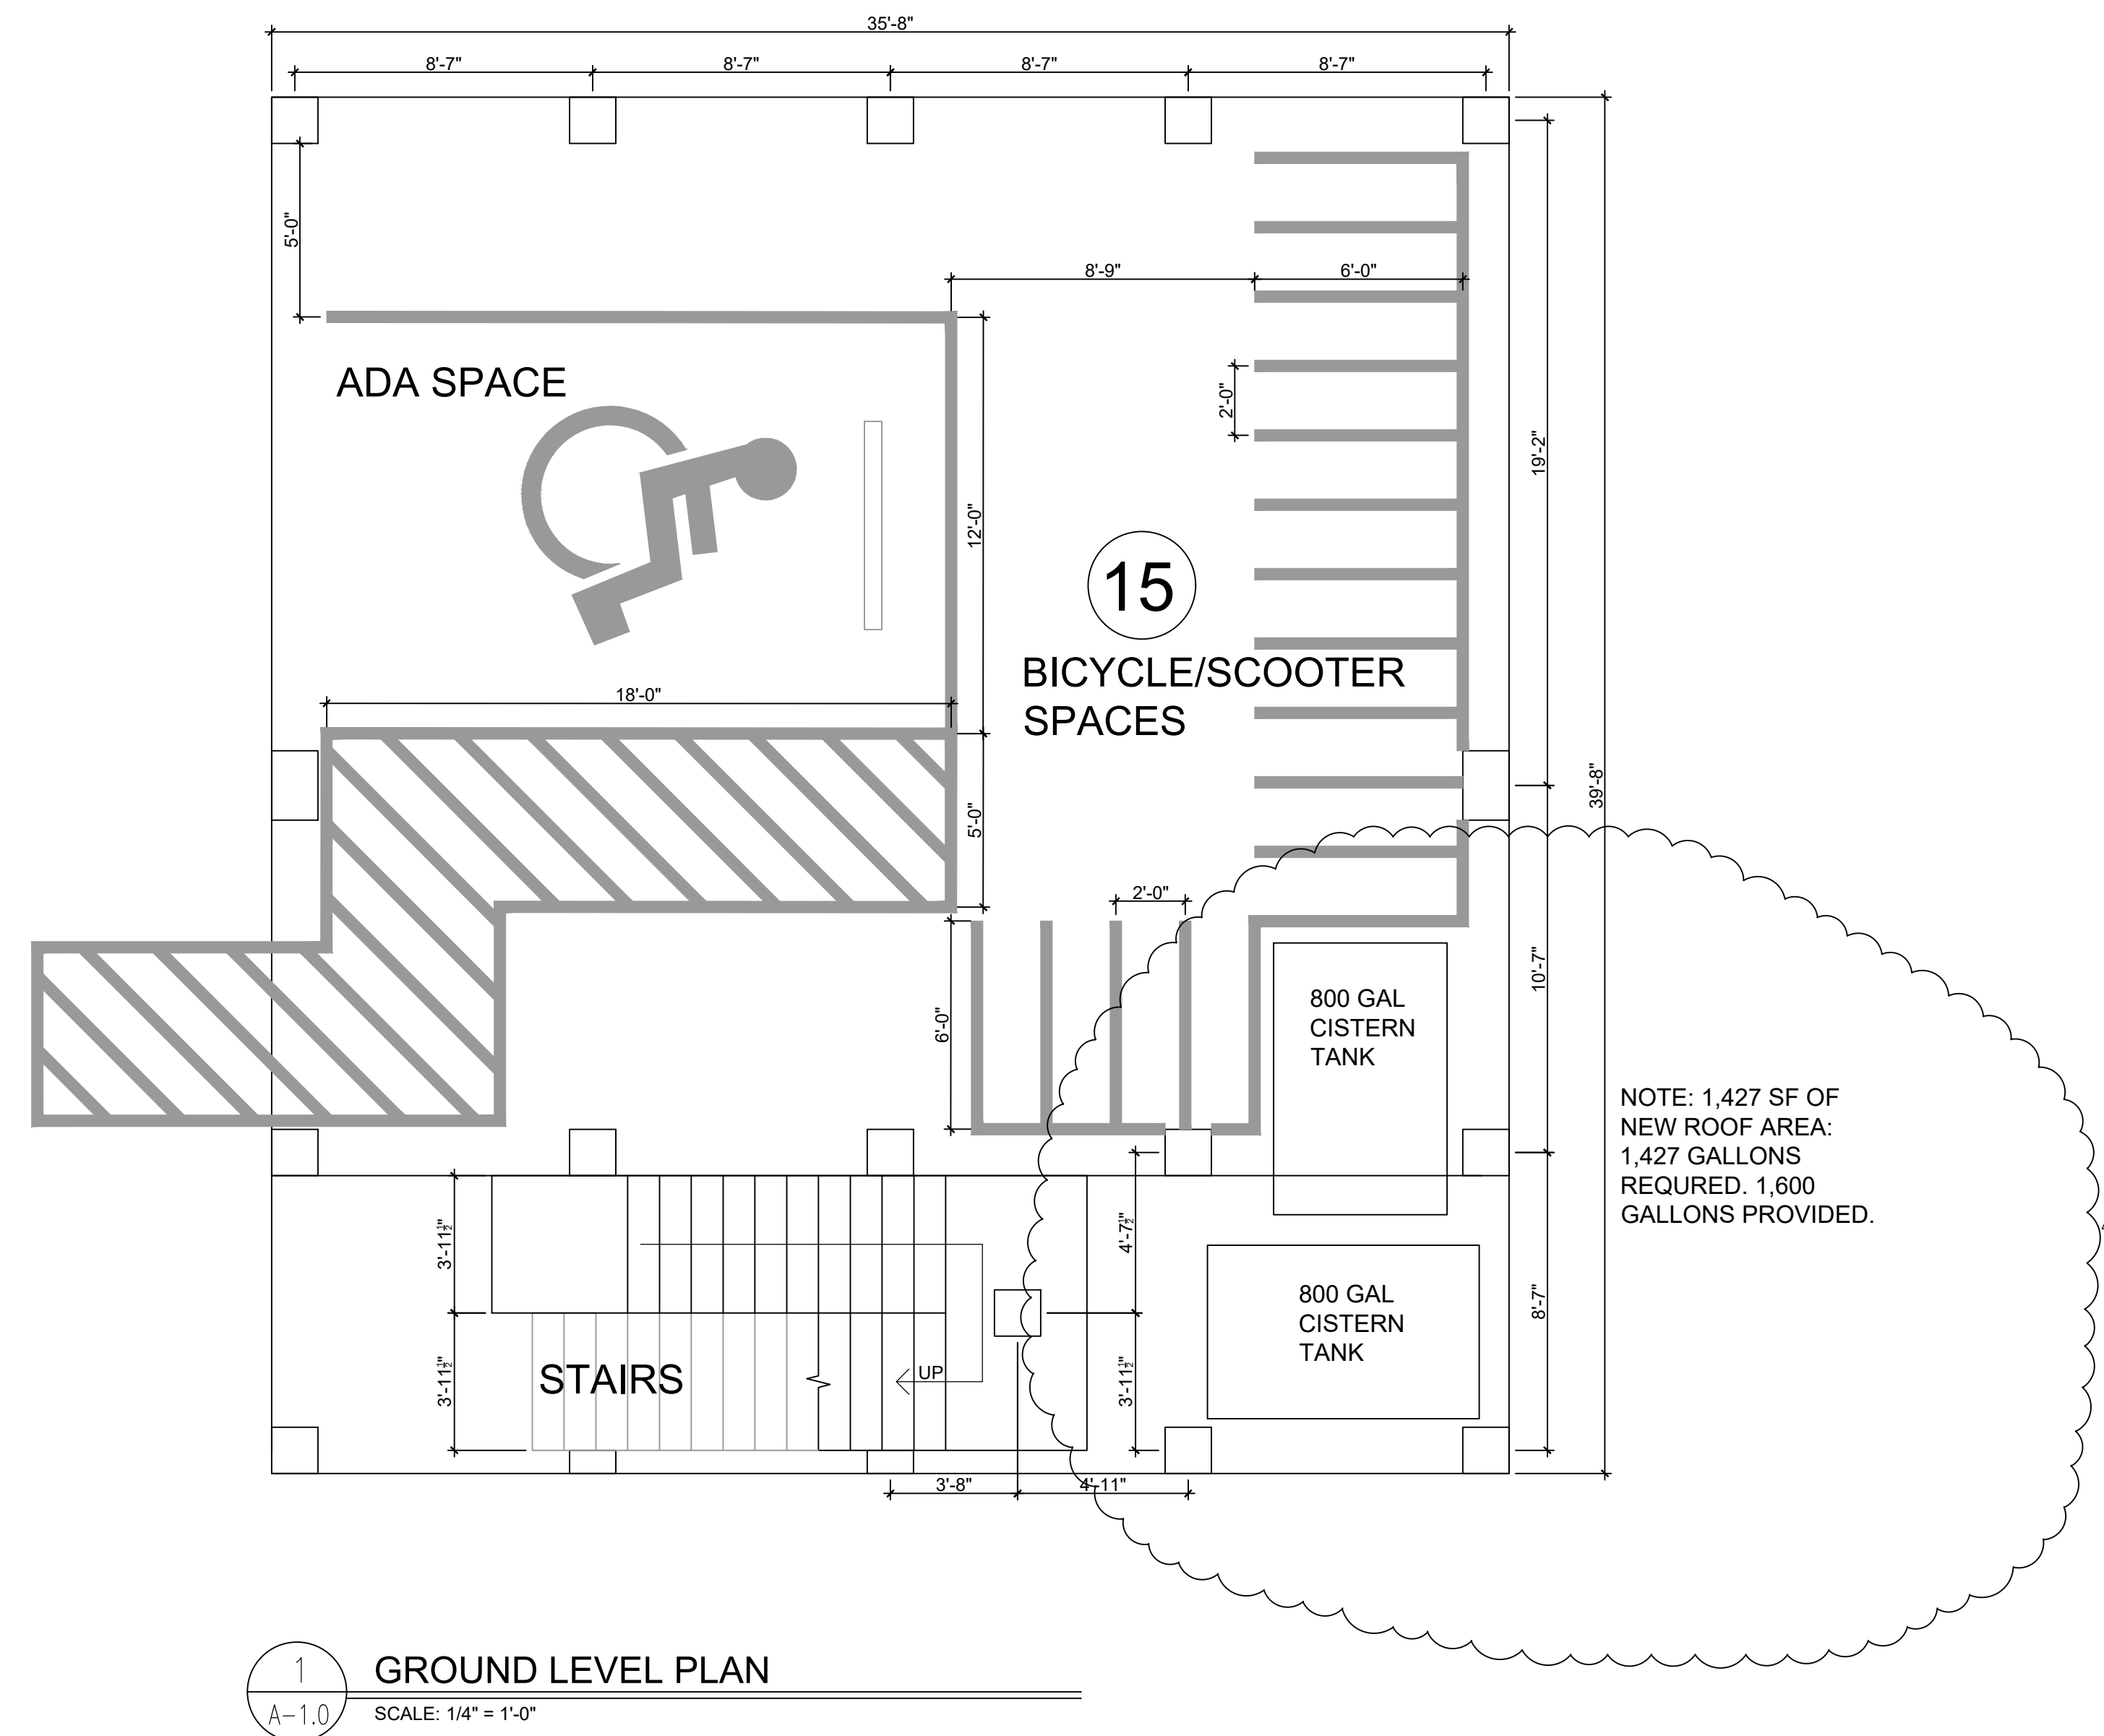 35'-8"
8'-7"
8'-7"
8'-7"
8'-7"
5'-0"
8'-9"
6'-0"
ADA SPACE
2'-0"
19'-2"
12'-0"
15
BICYCLE/SCOOTER
SPACES
18'-0"
39'-8"
5'-0"
2'-0"
10'-7"
6'-0"
800 GAL
CISTERN
TANK
NOTE: 1,427 SF OF
NEW ROOF AREA:
1,427 GALLONS
REQURED. 1,600
GALLONS PROVIDED.
3'-11½"
4'-7½"
8'-7"
800 GAL
CISTERN
TANK
STAIRS
UP
3'-11½"
3'-11½"
3'-8"
4'-11"
1
A-1.0
GROUND LEVEL PLAN
SCALE: 1/4" = 1'-0"